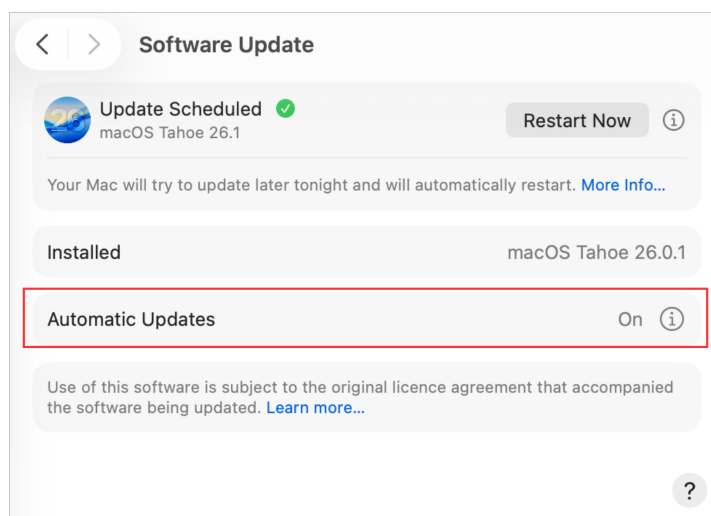 Software Update
26
Update Scheduled
macOS Tahoe 26.1
Restart Now
Your Mac will try to update later tonight and will automatically restart. More Info...
Installed
macOS Tahoe 26.0.1
Automatic Updates
On
Use of this software is subject to the original licence agreement that accompanied
the software being updated. Learn more...
?